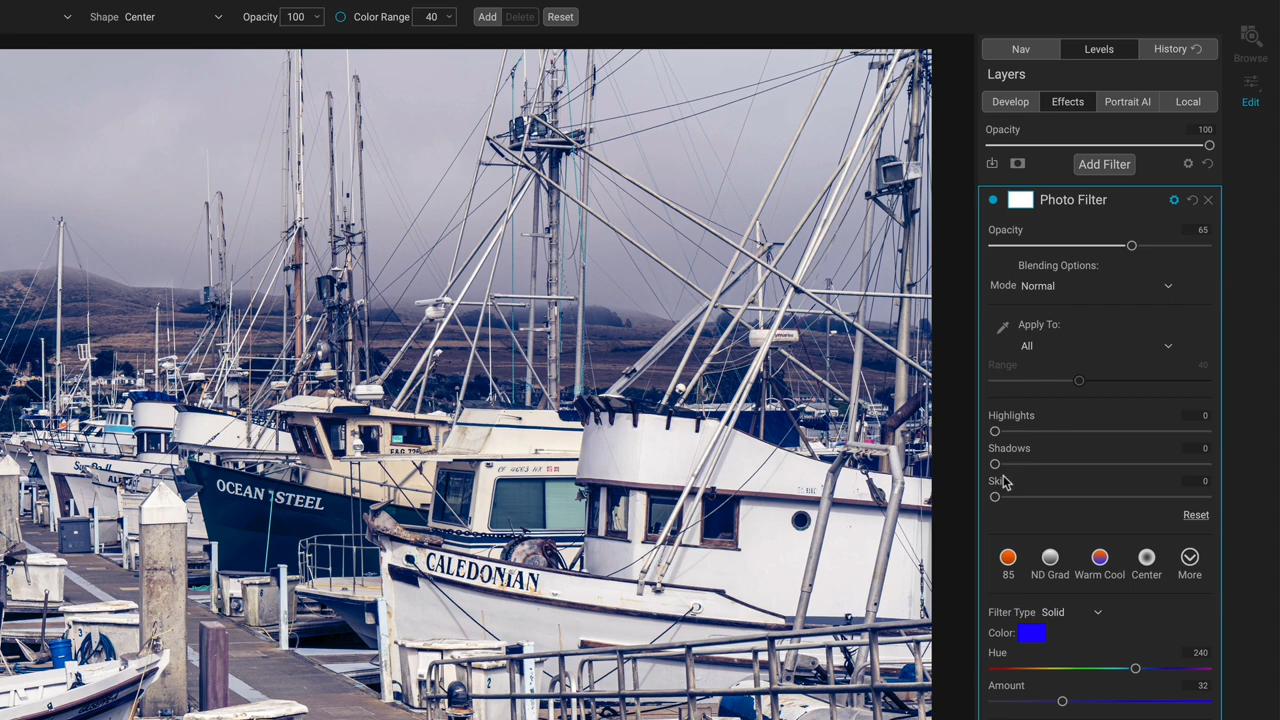 Shape Center Opacity 100 Color Range 40 Add Delete Reset
Browse
Edit
Nav Levels History
Layers
Develop Effects Portrait AI Local
Opacity 100
Add Filter
Photo Filter
Opacity 65
Blending Options:
Mode Normal
Apply To:
All
Range 40
Highlights 0
Shadows 0
Skin 0
Reset
85 ND Grad Warm Cool Center More
Filter Type Solid
Color:
Hue 240
Amount 32
OCEAN STEEL
CALEDONIAN